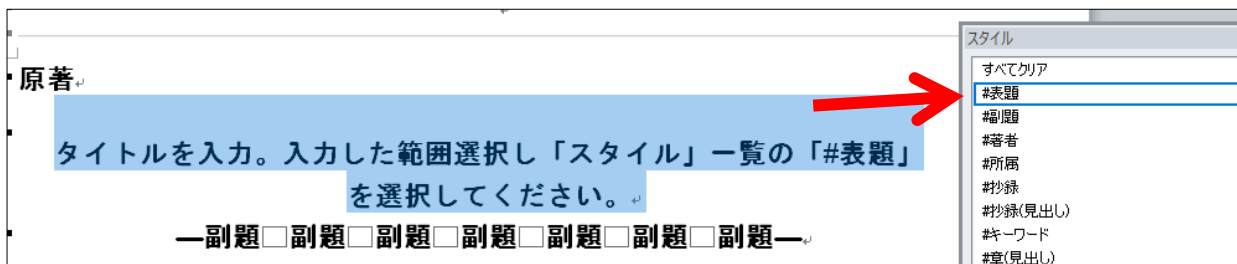 原著
タイトルを入力。入力した範囲選択し「スタイル」一覧の「#表題」
を選択してください。
―副題□副題□副題□副題□副題□副題□副題―
スタイル
すべてクリア
#表題
#副題
#著者
#所属
#抄録
#抄録(見出し)
#キーワード
#章(見出し)